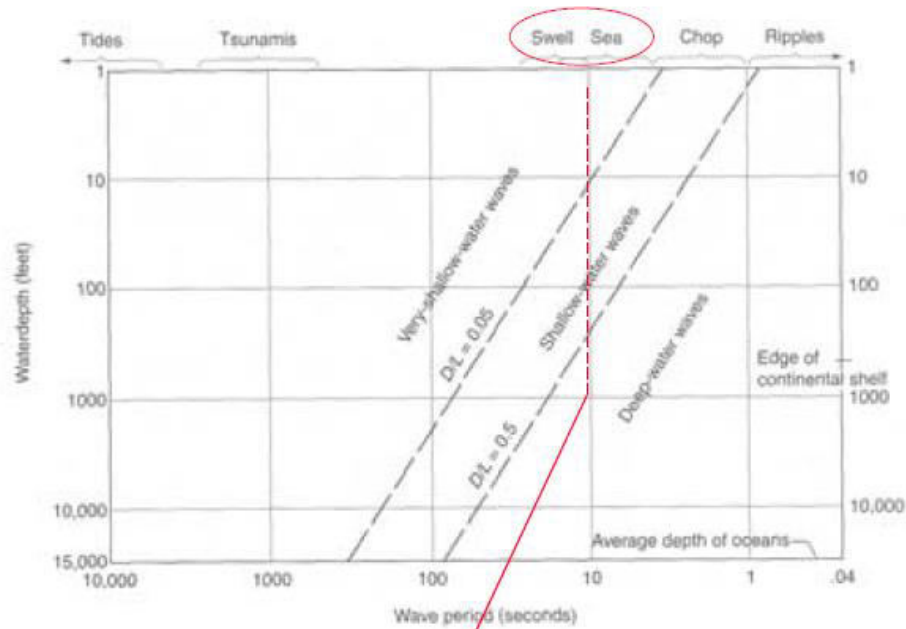 Tides Tsunamis Swell Sea Chop Ripples
1 1
10 10
100 100
Waterdepth (feet)
Very-shallow-water waves
D/L = 0.05
Shallow-water waves
D/L = 0.5
Deep-water waves
Edge of
continental shelf
1000 1000
10,000 10,000
15,000
Average depth of oceans
10,000 1000 100 10 1 .04
Wave period (seconds)